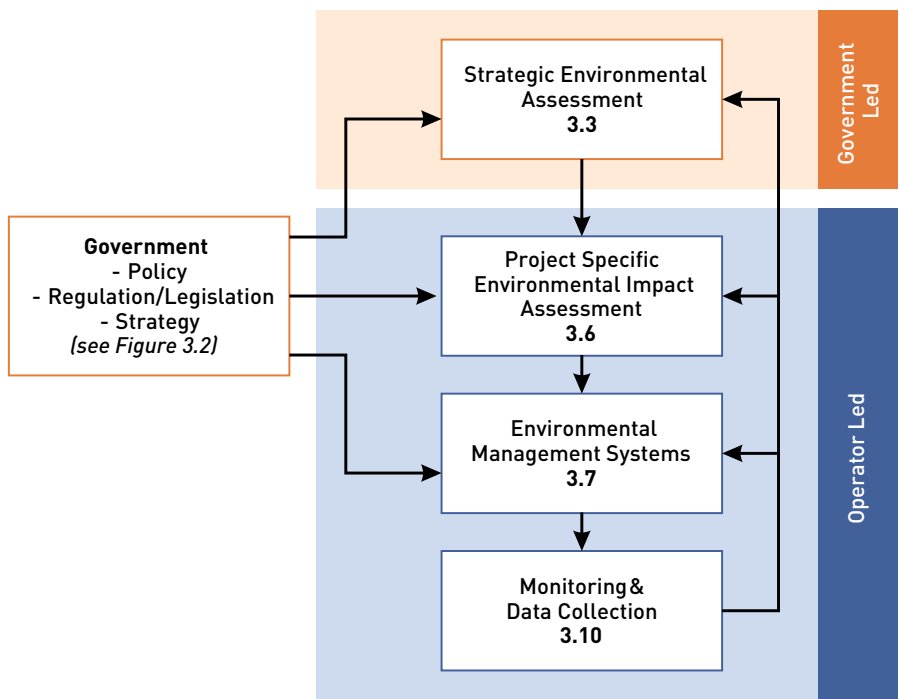 Strategic Environmental
Assessment
3.3
Government
Led
Government
- Policy
- Regulation/Legislation
- Strategy
(see Figure 3.2)
Project Specific
Environmental Impact
Assessment
3.6
Environmental
Management Systems
3.7
Monitoring &
Data Collection
3.10
Operator Led